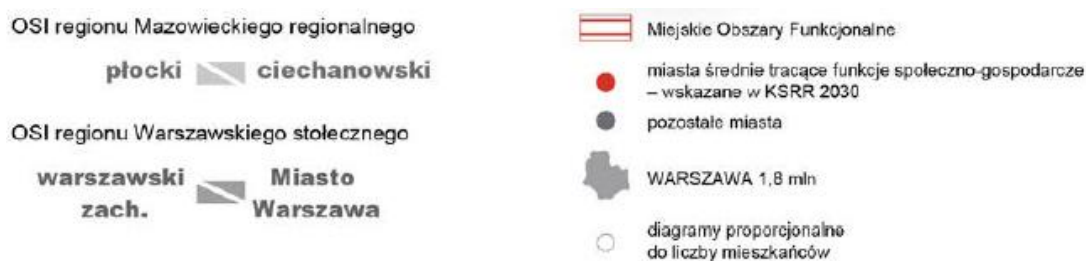 OSI regionu Mazowieckiego regionalnego
płocki ciechanowski
OSI regionu Warszawskiego stołecznego
warszawski zach.
Miasto Warszawa
Miejskie Obszary Funkcjonalne
miasta średnie tracące funkcje społeczno-gospodarcze
– wskazane w KSRR 2030
pozostałe miasta
WARSZAWA 1,8 mln
diagramy proporcjonalne
do liczby mieszkańców